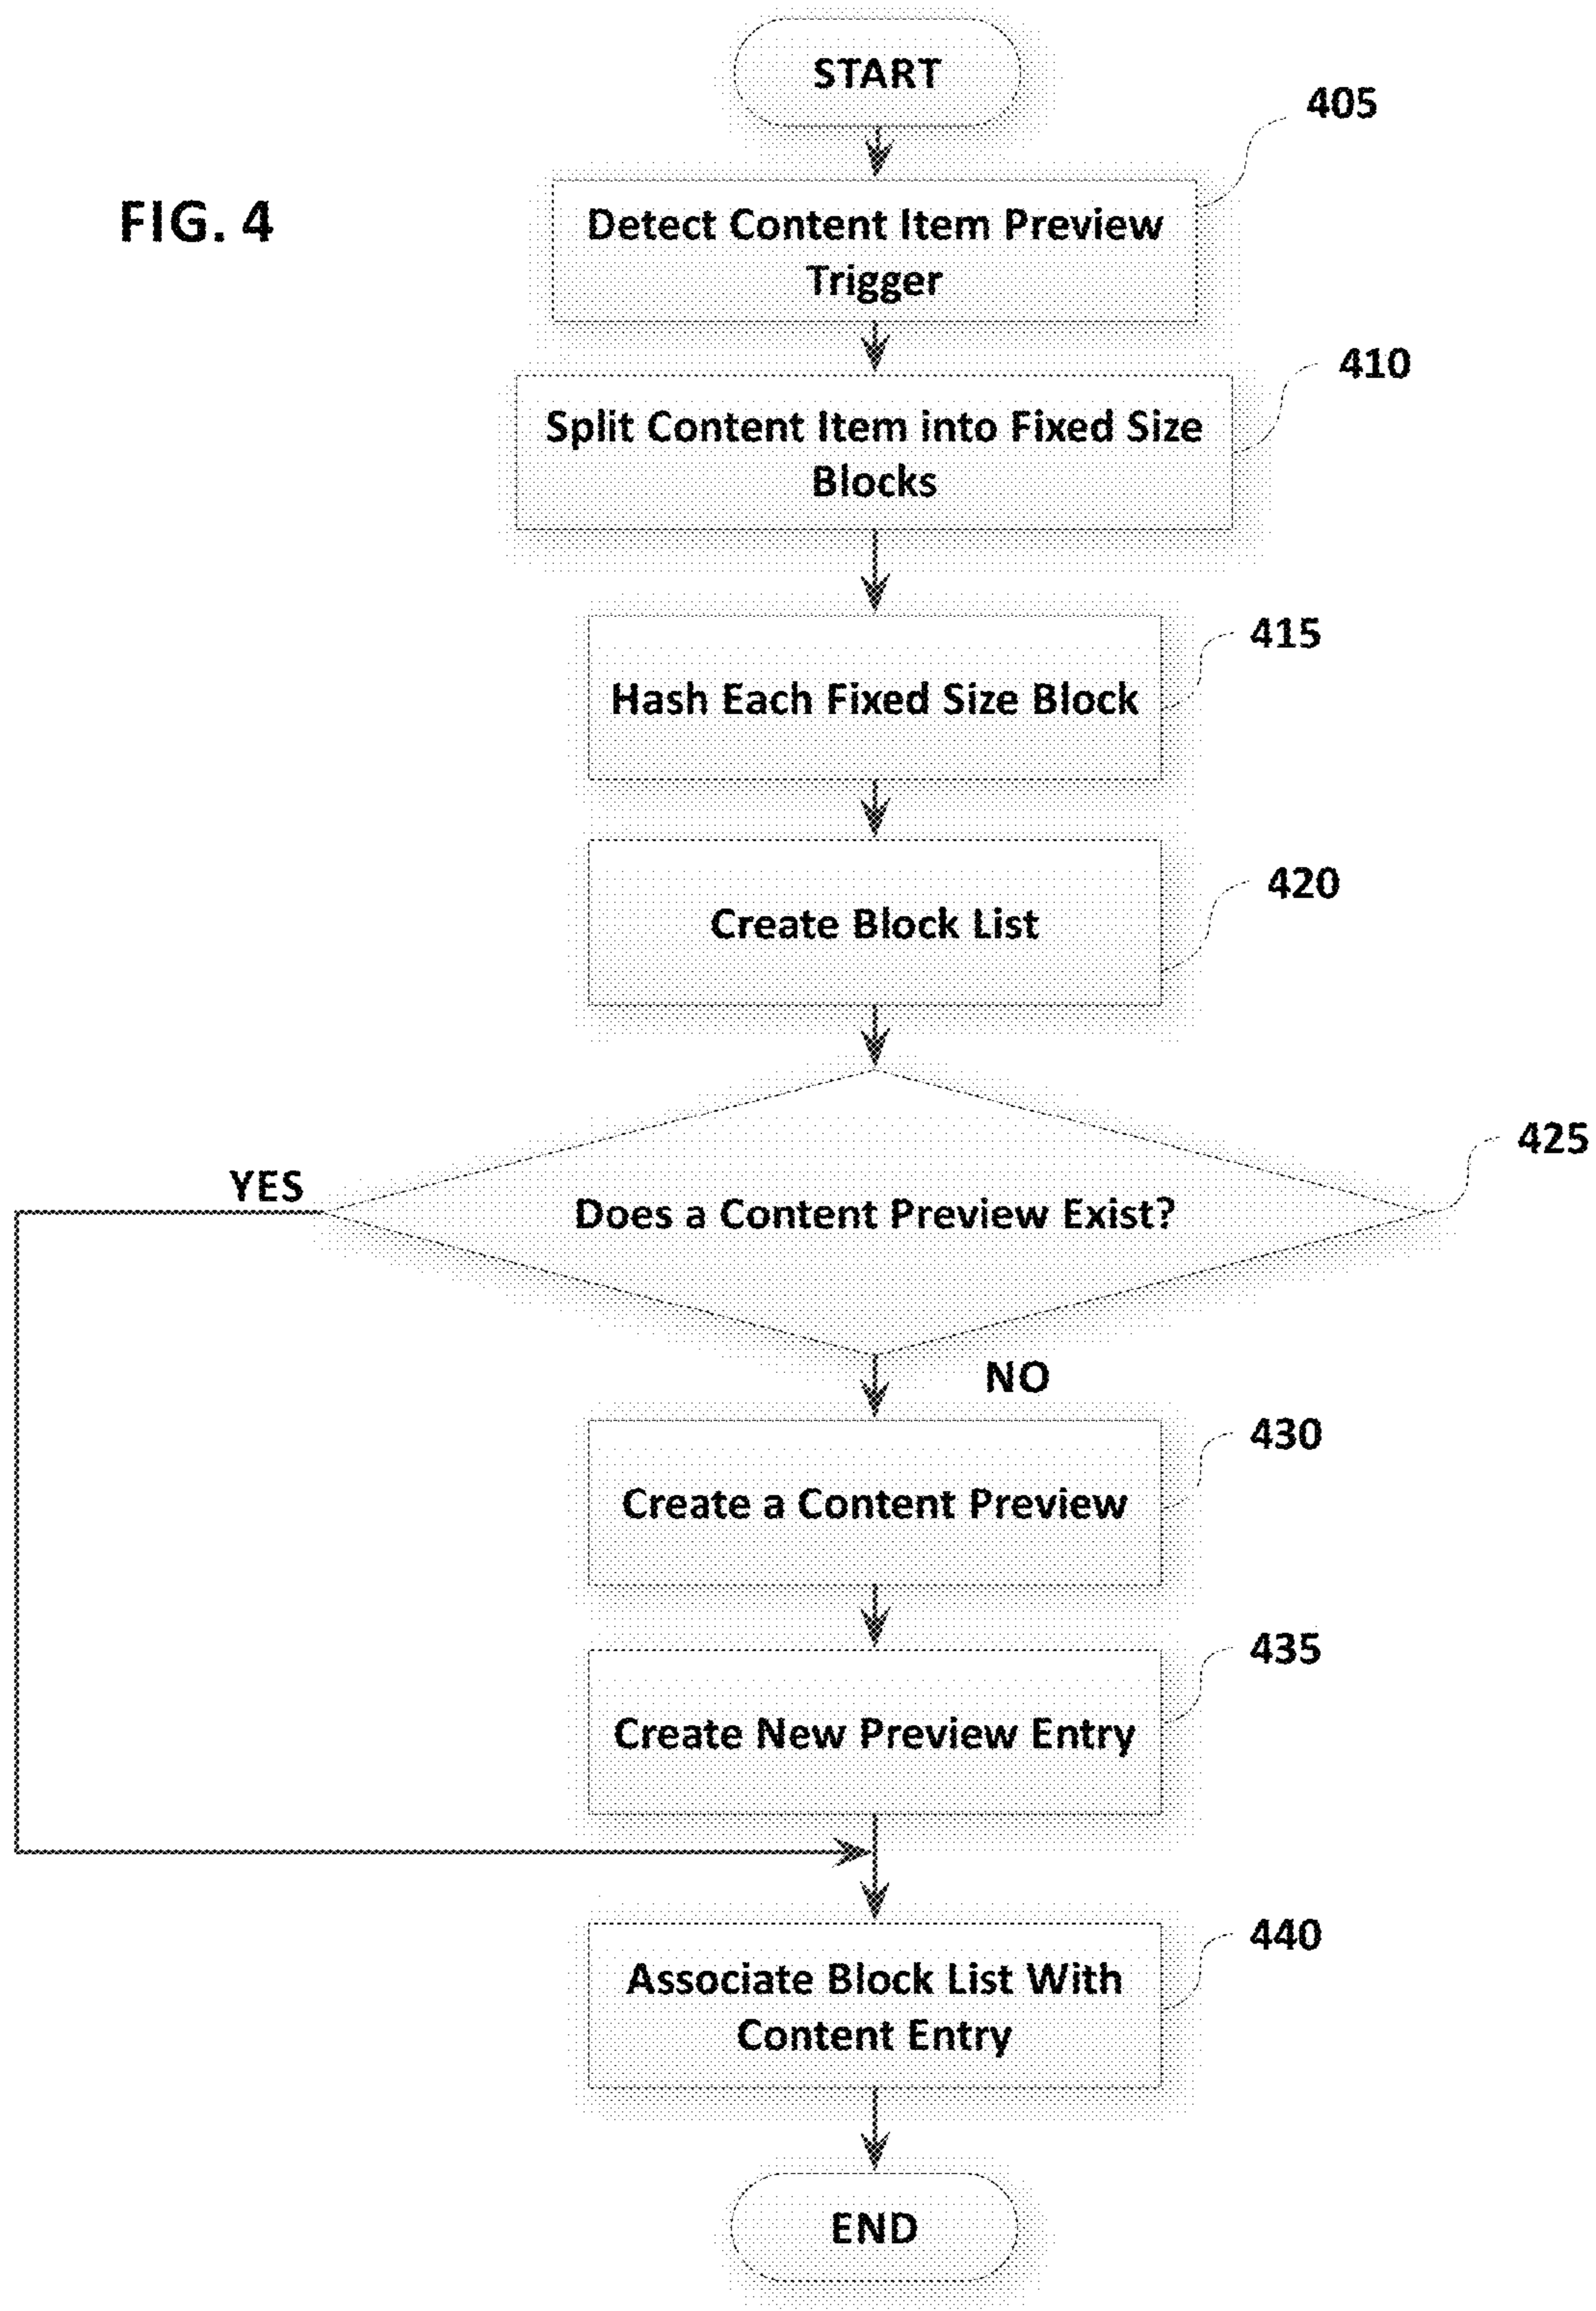 START
405
FIG. 4
Detect Content Item Preview
Trigger
410
Split Content Item into Fixed Size
Blocks
415
Hash Each Fixed Size Block
420
Create Block List
425
YES
Does a Content Preview Exist?
NO
430
Create a Content Preview
435
Create New Preview Entry
440
Associate Block List With
Content Entry
END